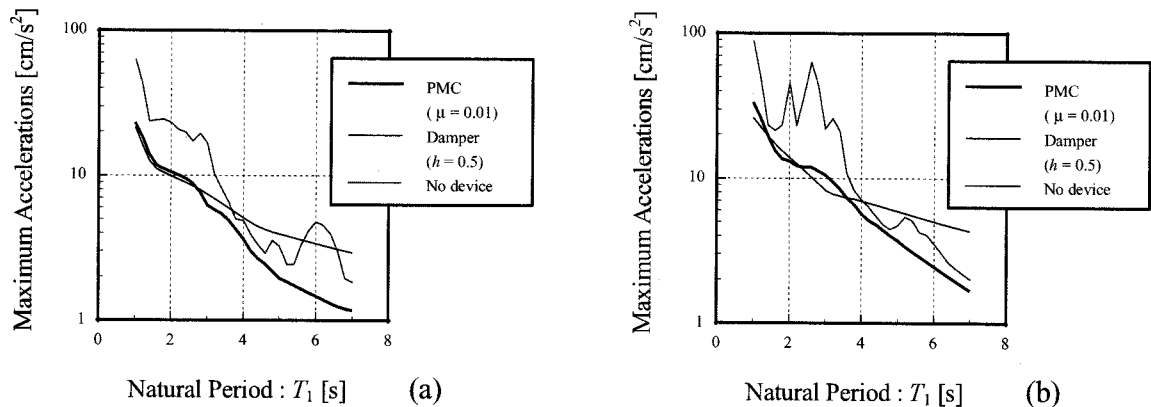 Maximum Accelerations [cm/s²]
100
10
1
0
2
4
6
8
PMC
( μ = 0.01)
Damper
(h = 0.5)
No device
Natural Period : T₁ [s]
(a)
Maximum Accelerations [cm/s²]
100
10
1
0
2
4
6
8
PMC
( μ = 0.01)
Damper
(h = 0.5)
No device
Natural Period : T₁ [s]
(b)